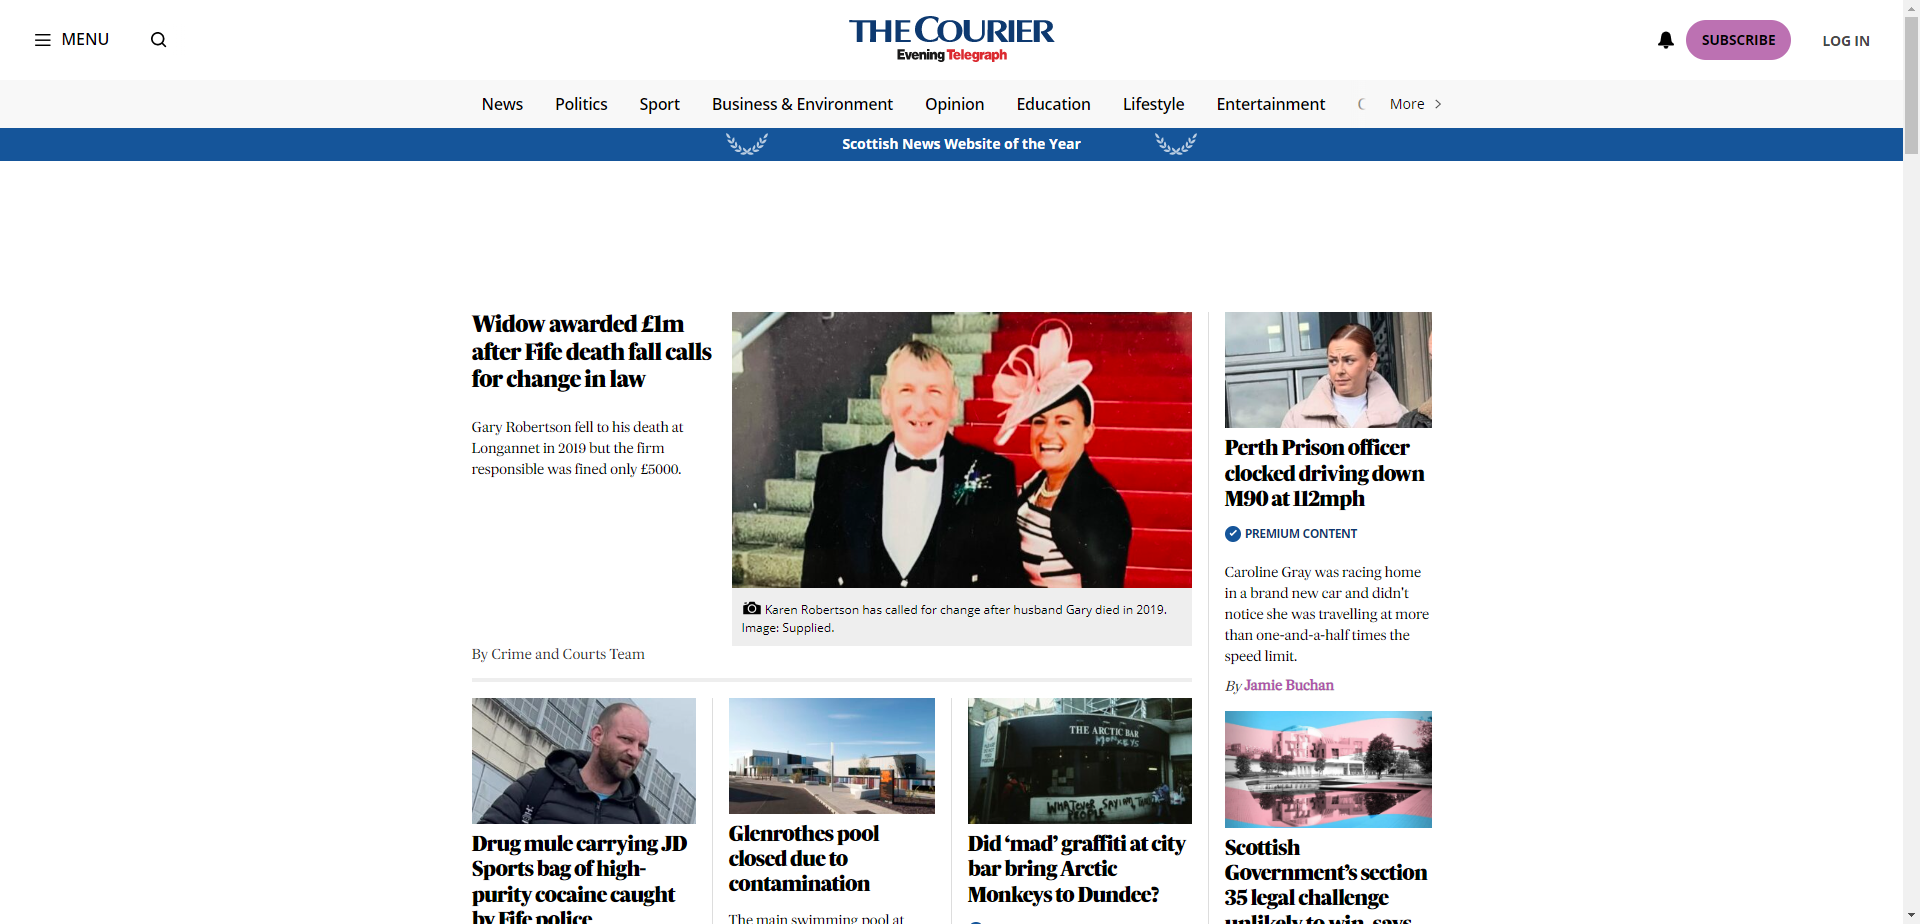 MENU
THE COURIER
Evening Telegraph
SUBSCRIBE
LOG IN
News
Politics
Sport
Business & Environment
Opinion
Education
Lifestyle
Entertainment
More
Scottish News Website of the Year
Widow awarded £1m
after Fife death fall calls
for change in law
Gary Robertson fell to his death at
Longannet in 2019 but the firm
responsible was fined only £5000.
By Crime and Courts Team
Karen Robertson has called for change after husband Gary died in 2019.
Image: Supplied.
Perth Prison officer
clocked driving down
M90 at 112mph
PREMIUM CONTENT
Caroline Gray was racing home
in a brand new car and didn't
notice she was travelling at more
than one-and-a-half times the
speed limit.
By Jamie Buchan
Drug mule carrying JD
Sports bag of high-
purity cocaine caught
by Fife police
Glenrothes pool
closed due to
contamination
The main swimming pool at
THE ARCTIC BAR
MONKEYS
WHATEVER
SAY I AM
PEOPLE
Did ‘mad’ graffiti at city
bar bring Arctic
Monkeys to Dundee?
Scottish
Government’s section
35 legal challenge
unlikely to win, says